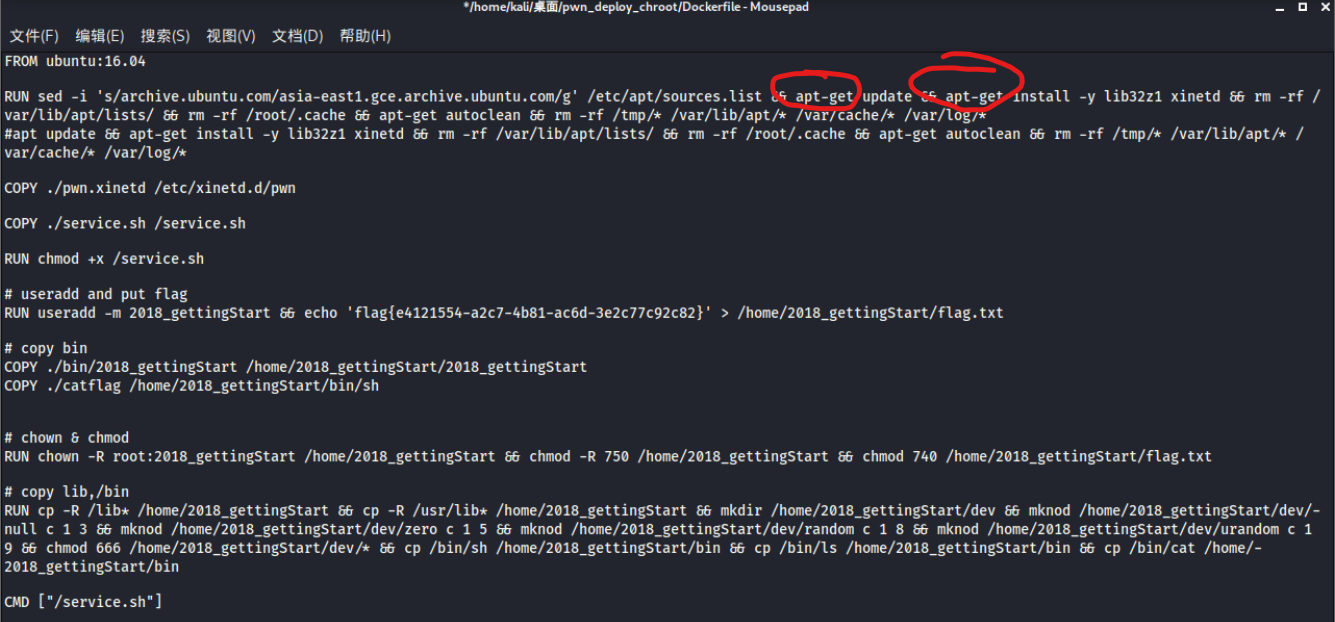 */home/kali/桌面/pwn_deploy_chroot/Dockerfile - Mousepad
文件(F) 编辑(E) 搜索(S) 视图(V) 文档(D) 帮助(H)
FROM ubuntu:16.04
RUN sed -i 's/archive.ubuntu.com/asia-east1.gce.archive.ubuntu.com/g' /etc/apt/sources.list && apt-get update && apt-get install -y lib32z1 xinetd && rm -rf /
var/lib/apt/lists/ && rm -rf /root/.cache && apt-get autoclean && rm -rf /tmp/* /var/lib/apt/* /var/cache/* /var/log/*
#apt update && apt-get install -y lib32z1 xinetd && rm -rf /var/lib/apt/lists/ && rm -rf /root/.cache && apt-get autoclean && rm -rf /tmp/* /var/lib/apt/* /
var/cache/* /var/log/*
COPY ./pwn.xinetd /etc/xinetd.d/pwn
COPY ./service.sh /service.sh
RUN chmod +x /service.sh
# useradd and put flag
RUN useradd -m 2018_gettingStart && echo 'flag{e4121554-a2c7-4b81-ac6d-3e2c77c92c82}' > /home/2018_gettingStart/flag.txt
# copy bin
COPY ./bin/2018_gettingStart /home/2018_gettingStart/2018_gettingStart
COPY ./catflag /home/2018_gettingStart/bin/sh
# chown & chmod
RUN chown -R root:2018_gettingStart /home/2018_gettingStart && chmod -R 750 /home/2018_gettingStart && chmod 740 /home/2018_gettingStart/flag.txt
# copy lib,/bin
RUN cp -R /lib* /home/2018_gettingStart && cp -R /usr/lib* /home/2018_gettingStart && mkdir /home/2018_gettingStart/dev && mknod /home/2018_gettingStart/dev/-
null c 1 3 && mknod /home/2018_gettingStart/dev/zero c 1 5 && mknod /home/2018_gettingStart/dev/random c 1 8 && mknod /home/2018_gettingStart/dev/urandom c 1
9 && chmod 666 /home/2018_gettingStart/dev/* && cp /bin/sh /home/2018_gettingStart/bin && cp /bin/ls /home/2018_gettingStart/bin && cp /bin/cat /home/-
2018_gettingStart/bin
CMD ["/service.sh"]